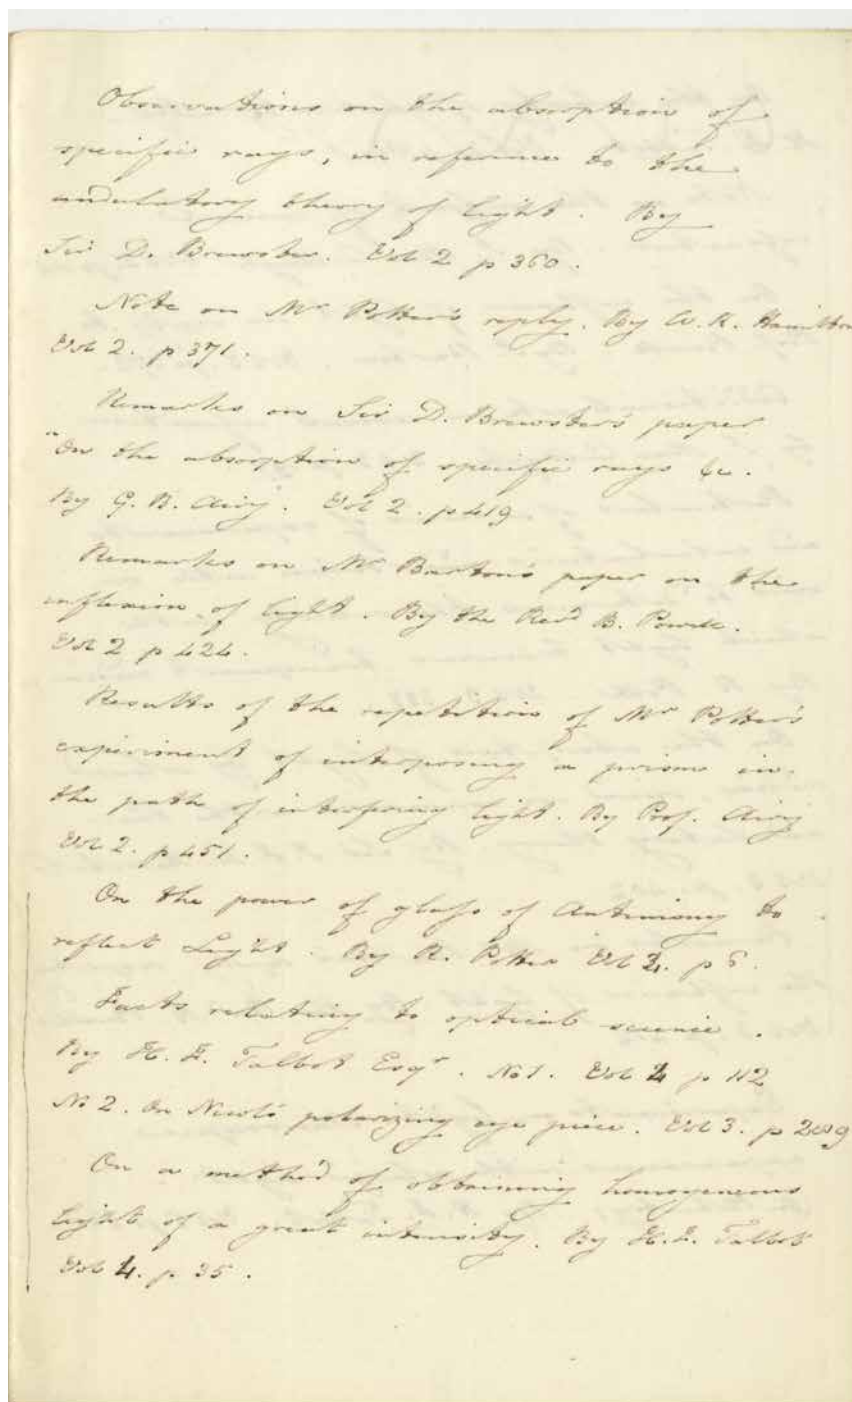 Observations on the absorption of
specific rays, in reference to the
undulatory theory of light. By
Sir D. Brewster. Vol 2 p 360.
Note on Mr Potter's reply. By W. R. Hamilton
Vol 2. p 371.
Remarks on Sir D. Brewster's paper
"On the absorption of specific rays &c.
By G. B. Airy. Vol 2. p 419
Remarks on Mr Barton's paper on the
inflexion of light. By the Revd B. Powell.
Vol 2 p 424.
Results of the repetition of Mr Potter's
experiment of interposing a prism in
the path of interfering light. By Prof. Airy
Vol 2. p 451.
On the power of glass of Antimony to
reflect Light. By R. Potter Vol 4. p 6.
Facts relating to optical science.
By H. F. Talbot Esqr. No 1. Vol 4 p 112
No 2. On Nicol's polarizing eye piece. Vol 3. p 289
On a method of obtaining homogeneous
light of a great intensity. By H. F. Talbot
Vol 4. p 35.